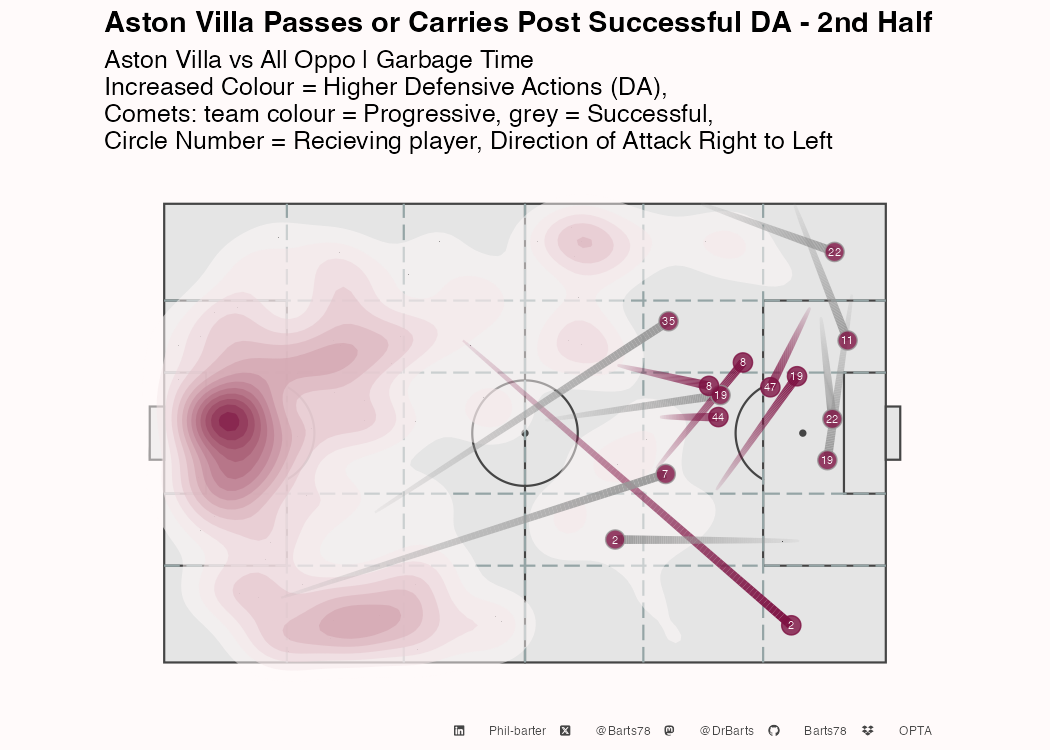 Aston Villa Passes or Carries Post Successful DA - 2nd Half
Aston Villa vs All Oppo | Garbage Time
Increased Colour = Higher Defensive Actions (DA),
Comets: team colour = Progressive, grey = Successful,
Circle Number = Recieving player, Direction of Attack Right to Left
22
35
11
8
19
8
47
19
44
22
19
7
2
2
Phil-barter @Barts78 @DrBarts Barts78 OPTA